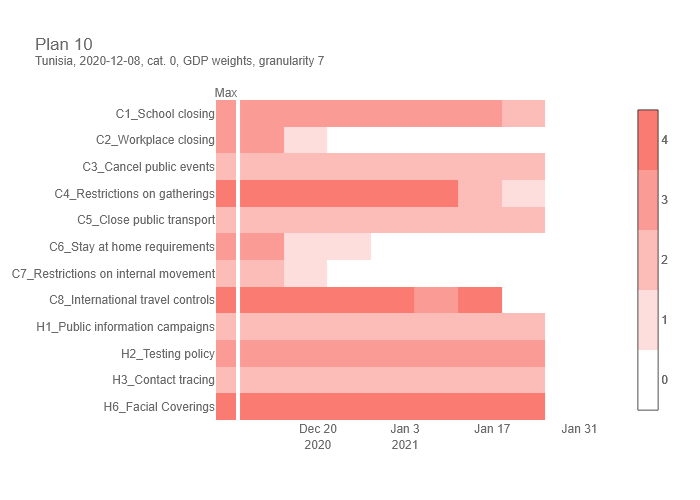 Plan 10
Tunisia, 2020-12-08, cat. 0, GDP weights, granularity 7
Max
C1_School closing
C2_Workplace closing
C3_Cancel public events
C4_Restrictions on gatherings
C5_Close public transport
C6_Stay at home requirements
C7_Restrictions on internal movement
C8_International travel controls
H1_Public information campaigns
H2_Testing policy
H3_Contact tracing
H6_Facial Coverings
Dec 20 Jan 3 Jan 17 Jan 31
2020 2021
4
3
2
1
0